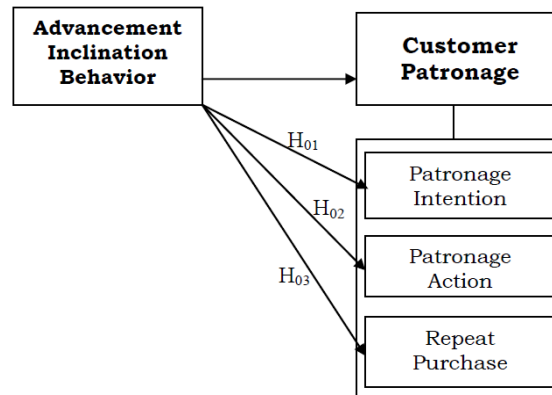 Advancement
Inclination
Behavior
Customer
Patronage
H01
Patronage
Intention
H02
Patronage
Action
H03
Repeat
Purchase